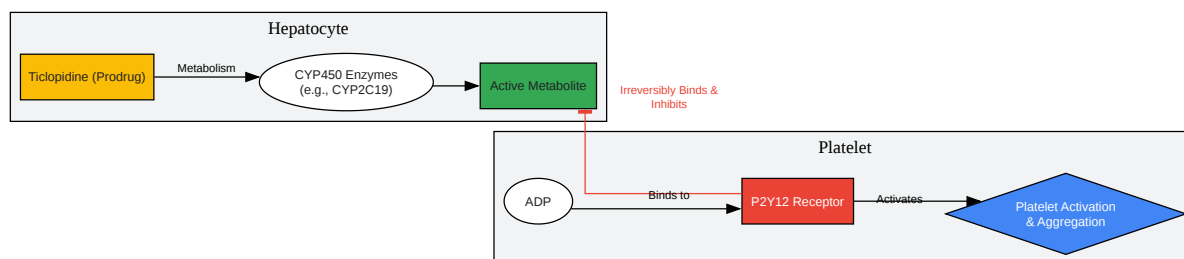 Hepatocyte
Ticlopidine (Prodrug)
Metabolism
CYP450 Enzymes
(e.g., CYP2C19)
Active Metabolite
Irreversibly Binds &
Inhibits
Platelet
ADP
Binds to
P2Y12 Receptor
Activates
Platelet Activation
& Aggregation